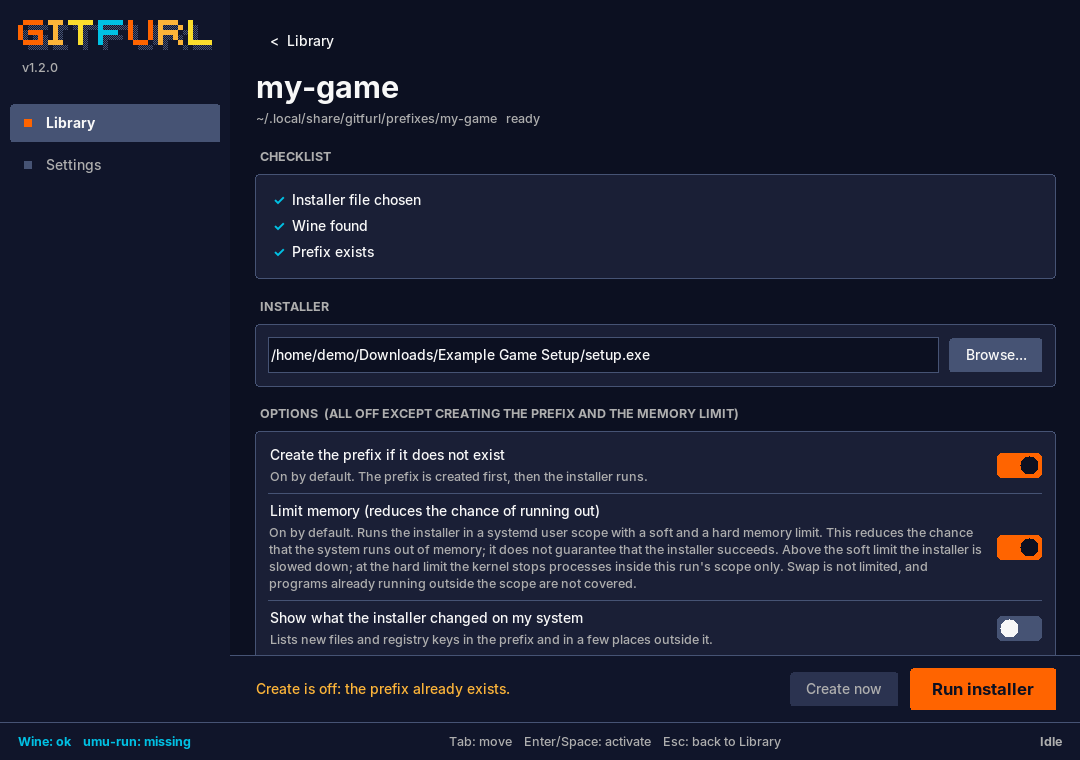 GITFURL
v1.2.0
Library
Settings
< Library
my-game
~/.local/share/gitfurl/prefixes/my-game ready
CHECKLIST
✓ Installer file chosen
✓ Wine found
✓ Prefix exists
INSTALLER
/home/demo/Downloads/Example Game Setup/setup.exe
Browse...
OPTIONS (ALL OFF EXCEPT CREATING THE PREFIX AND THE MEMORY LIMIT)
Create the prefix if it does not exist
On by default. The prefix is created first, then the installer runs.
Limit memory (reduces the chance of running out)
On by default. Runs the installer in a systemd user scope with a soft and a hard memory limit. This reduces the chance
that the system runs out of memory; it does not guarantee that the installer succeeds. Above the soft limit the installer is
slowed down; at the hard limit the kernel stops processes inside this run's scope only. Swap is not limited, and
programs already running outside the scope are not covered.
Show what the installer changed on my system
Lists new files and registry keys in the prefix and in a few places outside it.
Create is off: the prefix already exists.
Create now
Run installer
Wine: ok umu-run: missing
Tab: move Enter/Space: activate Esc: back to Library
Idle